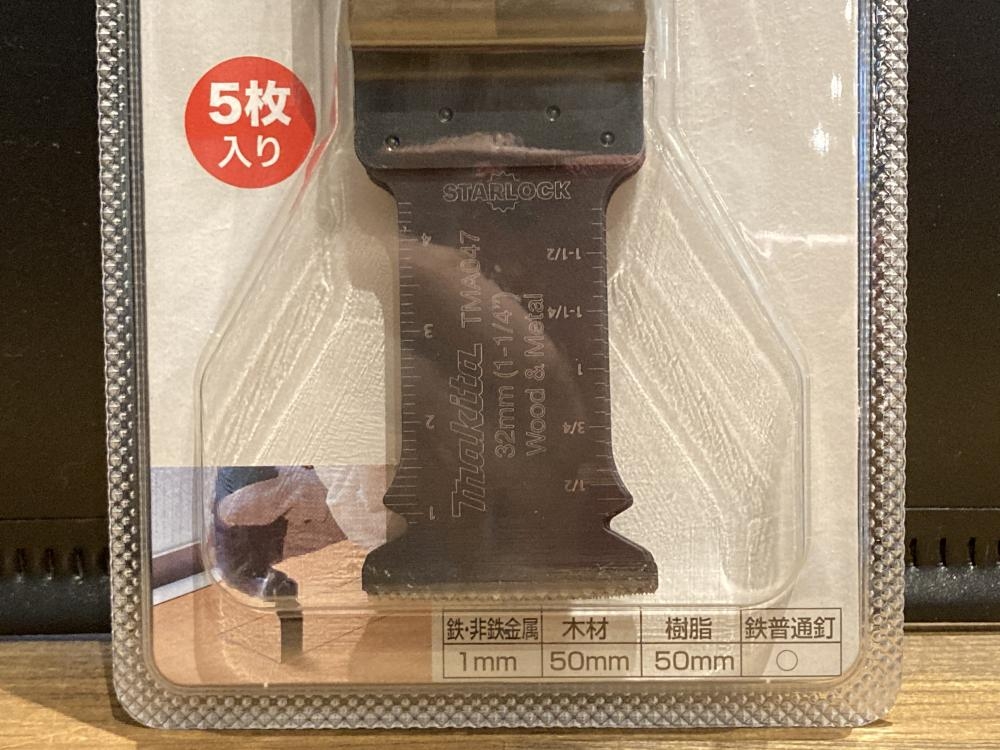 5枚
入り
STARLOCK
makita TMA047
32mm (1-1/4")
Wood & Metal
4
3
2
1
1-1/2
1-1/4
1
3/4
1/2
鉄・非鉄金属 木材 樹脂 鉄普通釘
1mm 50mm 50mm ○